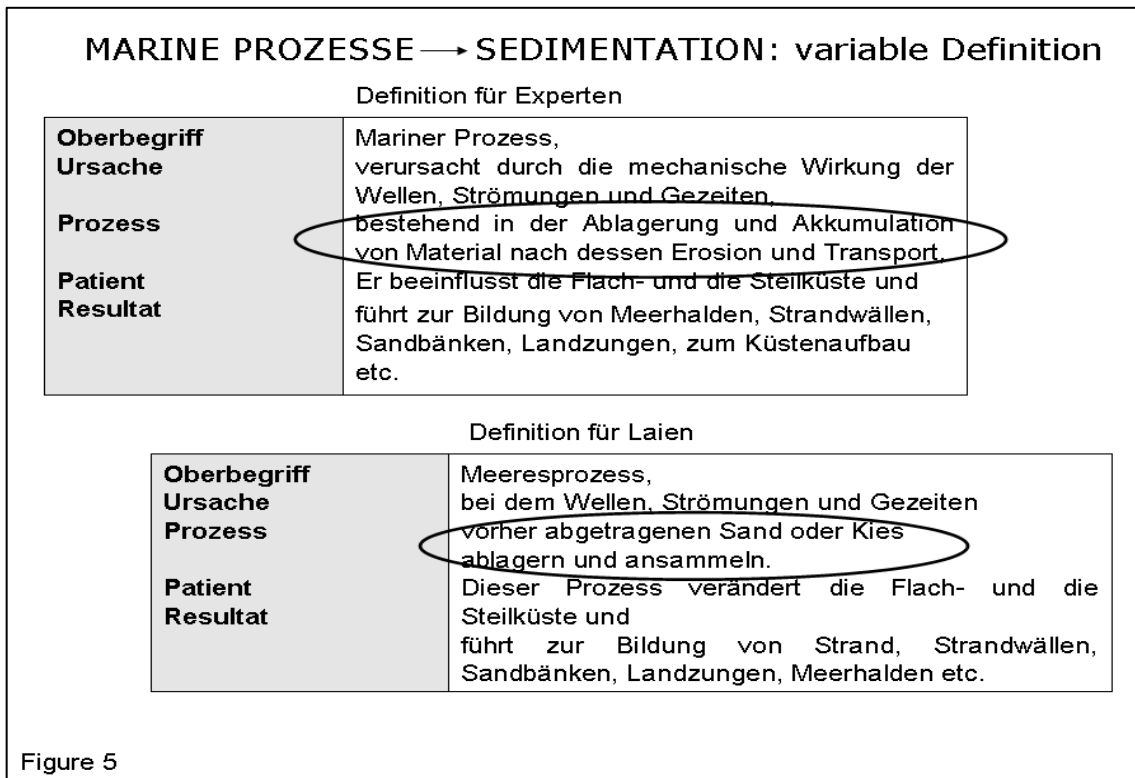 MARINE PROZESSE → SEDIMENTATION: variable Definition
Definition für Experten
Oberbegriff Mariner Prozess,
Ursache verursacht durch die mechanische Wirkung der
Wellen, Strömungen und Gezeiten,
Prozess bestehend in der Ablagerung und Akkumulation
von Material nach dessen Erosion und Transport.
Patient Er beeinflusst die Flach- und die Steilküste und
Resultat führt zur Bildung von Meerhalden, Strandwällen,
Sandbänken, Landzungen, zum Küstenaufbau
etc.
Definition für Laien
Oberbegriff Meeresprozess,
Ursache bei dem Wellen, Strömungen und Gezeiten
Prozess vorher abgetragenen Sand oder Kies
ablagern und ansammeln.
Patient Dieser Prozess verändert die Flach- und die
Resultat Steilküste und
führt zur Bildung von Strand, Strandwällen,
Sandbänken, Landzungen, Meerhalden etc.
Figure 5